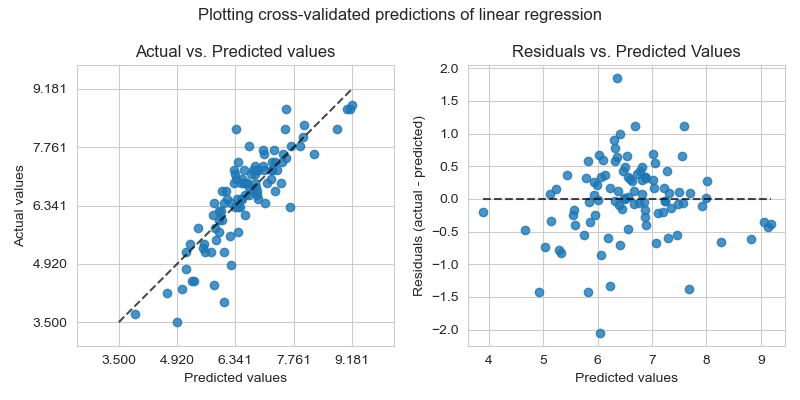 Plotting cross-validated predictions of linear regression
Actual vs. Predicted values
Actual values
9.181
7.761
6.341
4.920
3.500
3.500 4.920 6.341 7.761 9.181
Predicted values
Residuals vs. Predicted Values
Residuals (actual - predicted)
2.0
1.5
1.0
0.5
0.0
−0.5
−1.0
−1.5
−2.0
4 5 6 7 8 9
Predicted values